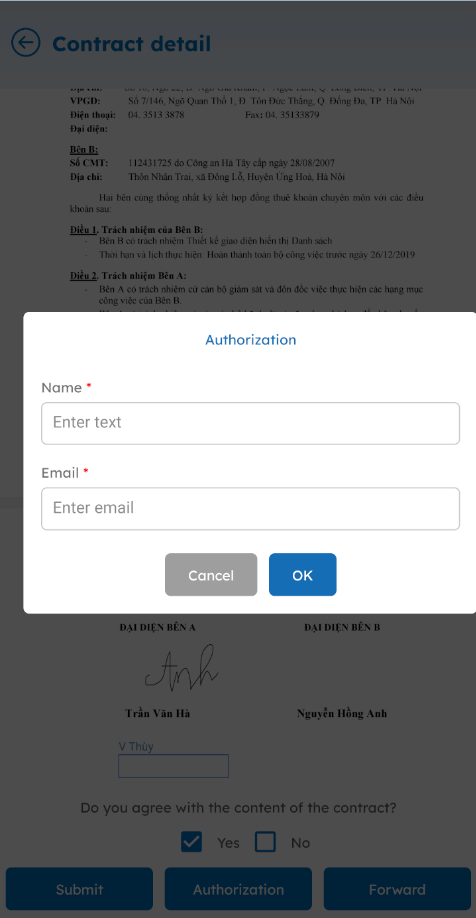 Contract detail
VPGD: Số 7/146, Ngõ Quan Thổ 1, Đ. Tôn Đức Thắng, Q. Đống Đa, TP. Hà Nội
Điện thoại: 04. 3513 3878 Fax: 04. 35133879
Đại diện:
Bên B:
Số CMT: 112431725 do Công an Hà Tây cấp ngày 28/08/2007
Địa chỉ: Thôn Nhân Trai, xã Đông Lỗ, Huyện Ứng Hoà, Hà Nội
Hai bên cùng thống nhất ký kết hợp đồng thuê khoán chuyên môn với các điều
khoản sau:
Điều 1. Trách nhiệm của Bên B:
- Bên B có trách nhiệm Thiết kế giao diện hiển thị Danh sách
- Thời hạn và lịch thực hiện: Hoàn thành toàn bộ công việc trước ngày 26/12/2019
Điều 2. Trách nhiệm Bên A:
- Bên A có trách nhiệm cử cán bộ giám sát và đôn đốc việc thực hiện các hạng mục
công việc của Bên B.
Authorization
Name *
Enter text
Email *
Enter email
Cancel OK
ĐẠI DIỆN BÊN A ĐẠI DIỆN BÊN B
Anh
Trần Văn Hà Nguyễn Hồng Anh
V Thùy
Do you agree with the content of the contract?
Yes No
Submit Authorization Forward